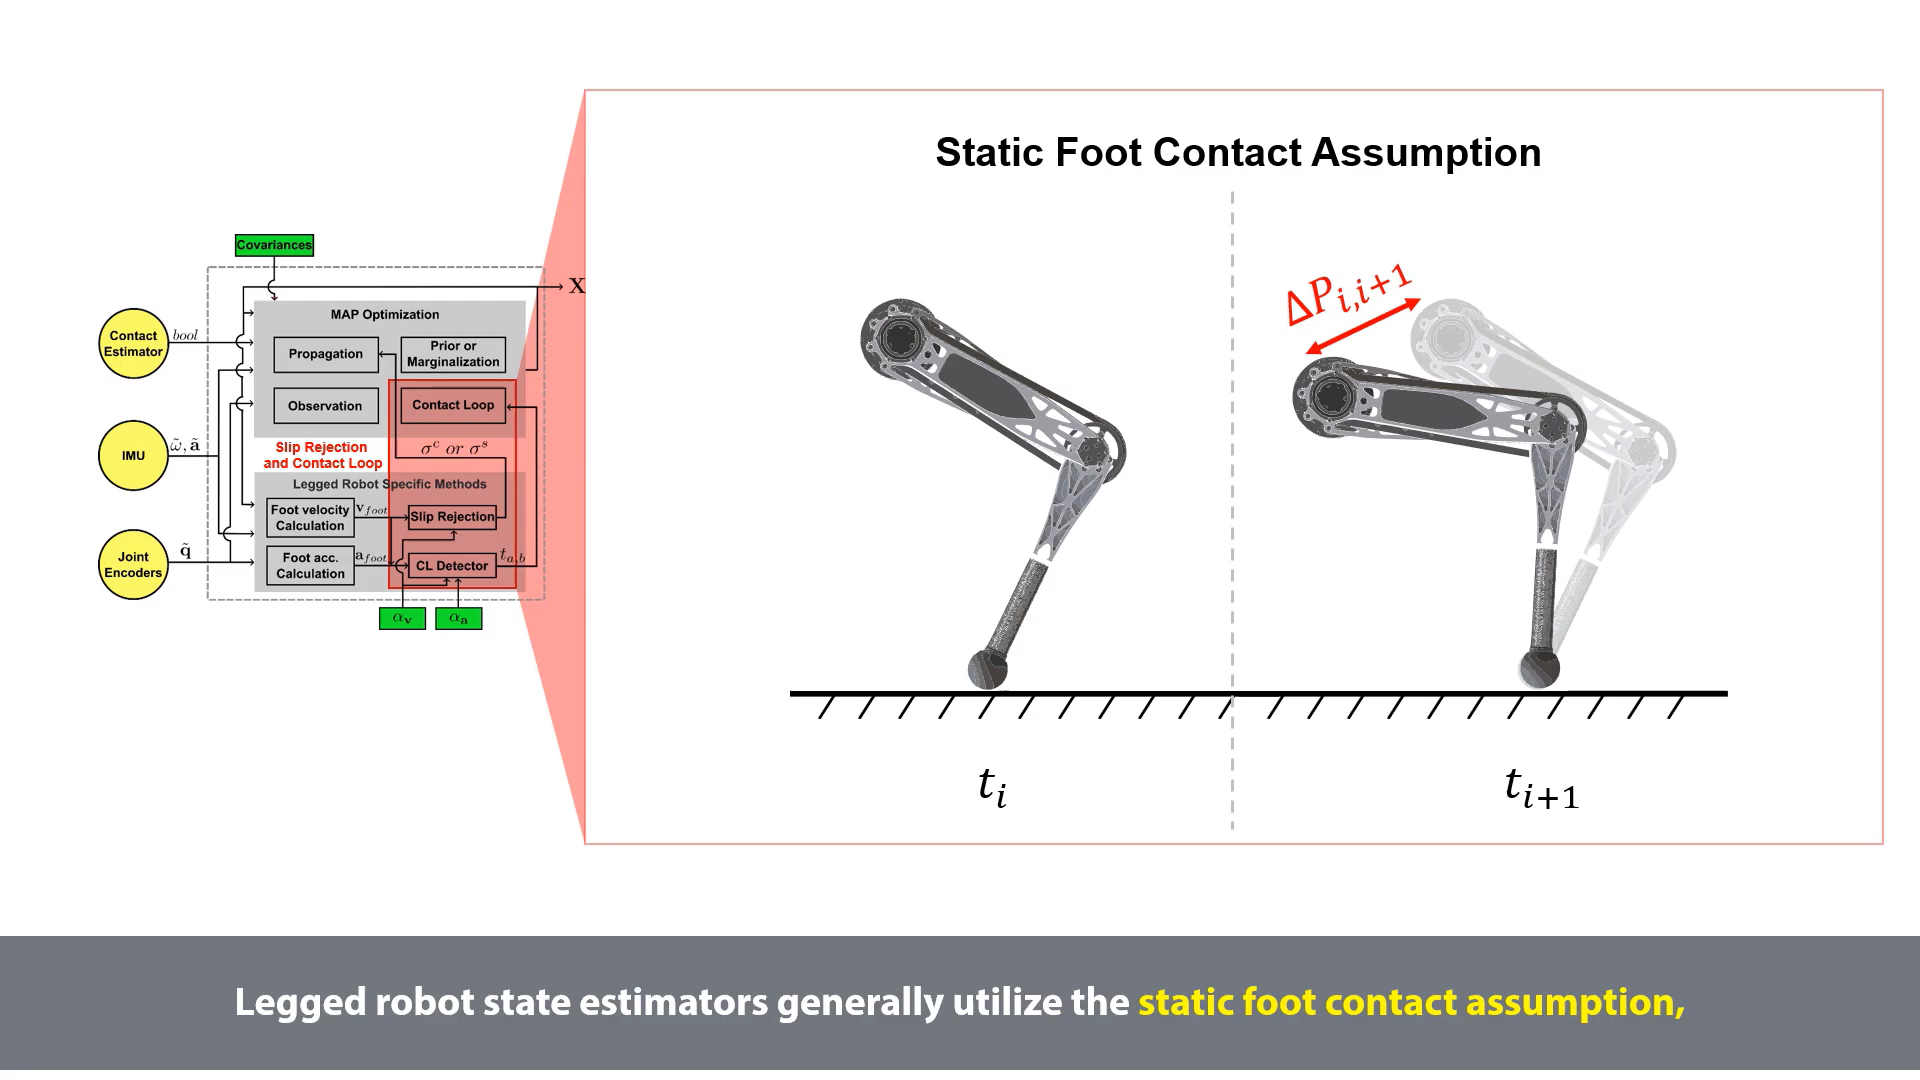 Static Foot Contact Assumption
Covariances
X
MAP Optimization
Contact
Estimator
bool
Propagation
Prior or
Marginalization
Observation
Contact Loop
IMU
ω̃, ã
Slip Rejection
and Contact Loop
σᶜ or σˢ
Legged Robot Specific Methods
Foot velocity
Calculation
v_foot
Slip Rejection
Joint
Encoders
q̃
Foot acc.
Calculation
a_foot
CL Detector
t_a,b
α_v
α_a
ΔP_i,i+1
t_i
t_i+1
Legged robot state estimators generally utilize the static foot contact assumption,